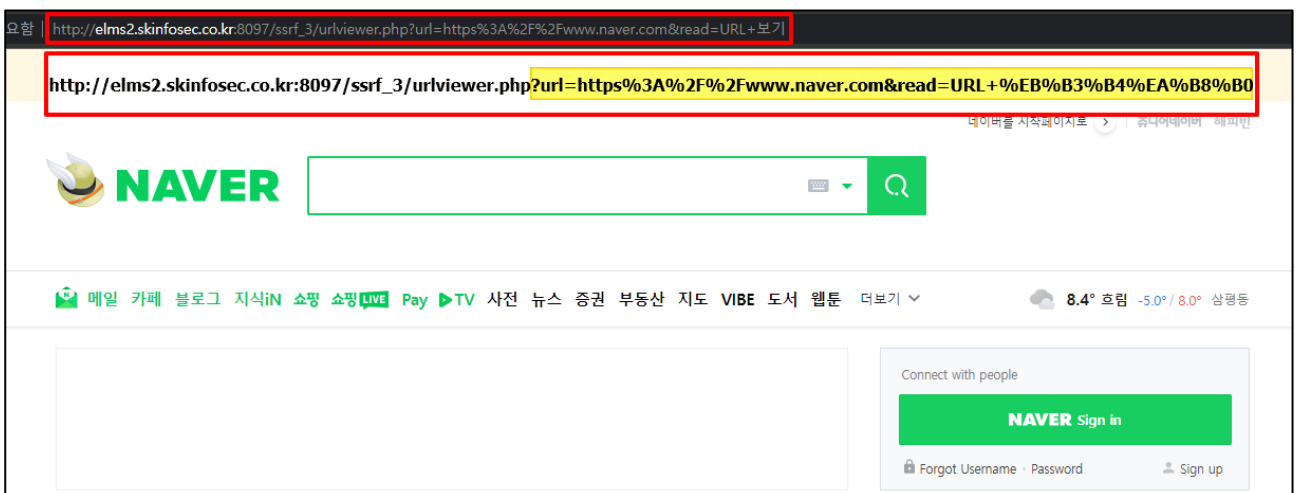 요함 | http://elms2.skinfosec.co.kr:8097/ssrf_3/urlviewer.php?url=https%3A%2F%2Fwww.naver.com&read=URL+보기
http://elms2.skinfosec.co.kr:8097/ssrf_3/urlviewer.php?url=https%3A%2F%2Fwww.naver.com&read=URL+%EB%B3%B4%EA%B8%B0
네이버를 시작페이지로 > 쥬니어네이버 해피빈
NAVER
메일 카페 블로그 지식iN 쇼핑 쇼핑LIVE Pay TV 사전 뉴스 증권 부동산 지도 VIBE 도서 웹툰 더보기 8.4° 흐림 -5.0° / 8.0° 삼평동
Connect with people
NAVER Sign in
Forgot Username · Password Sign up